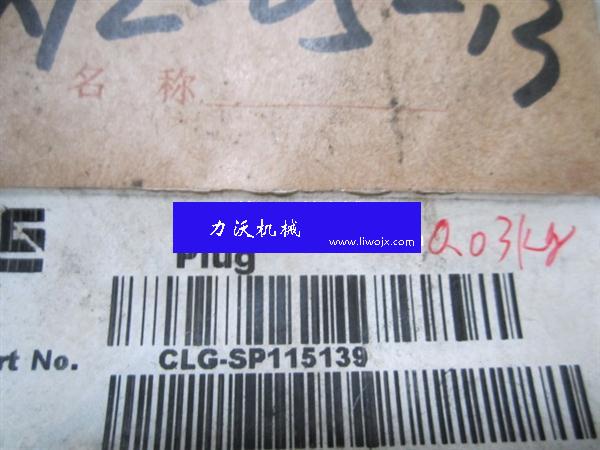 名 称
力沃机械
www.liwojx.com
Plug
0.03kg
rt No.
CLG-SP115139